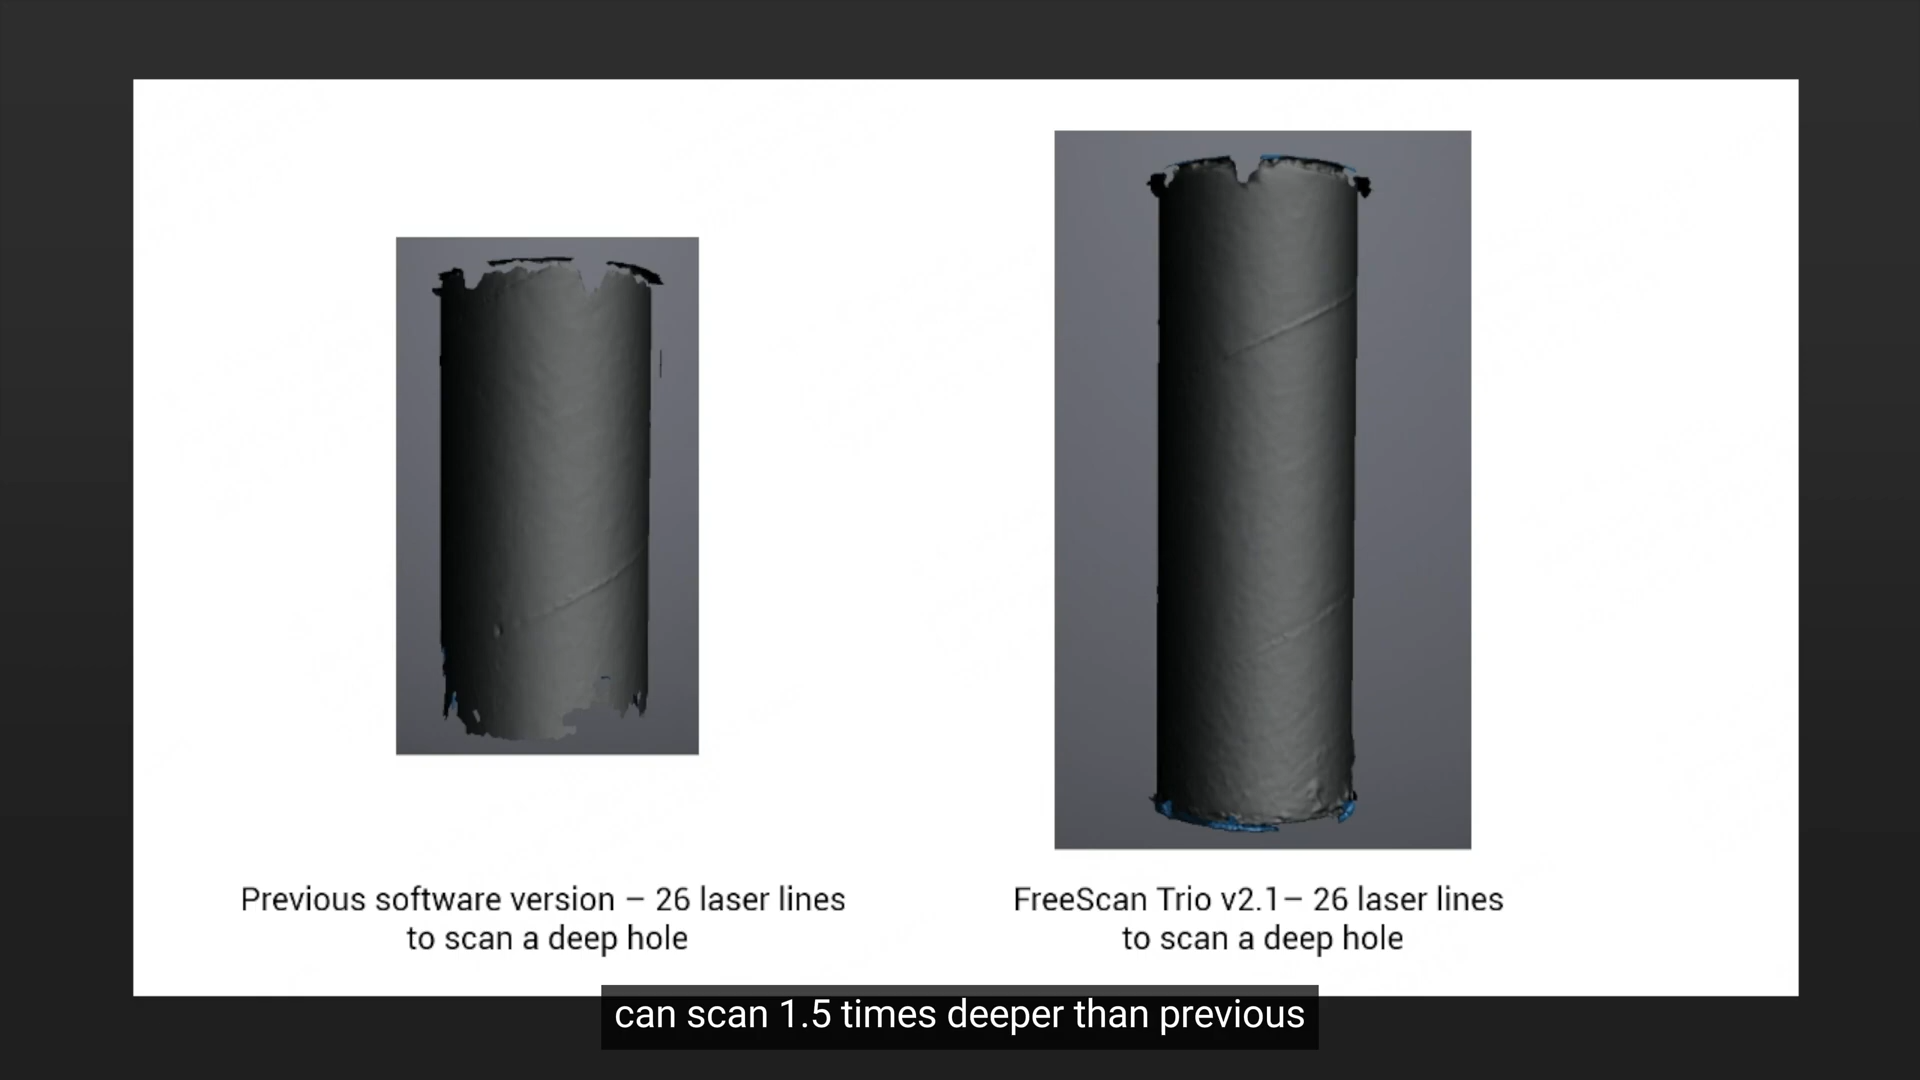 Previous software version – 26 laser lines
to scan a deep hole
FreeScan Trio v2.1– 26 laser lines
to scan a deep hole
can scan 1.5 times deeper than previous